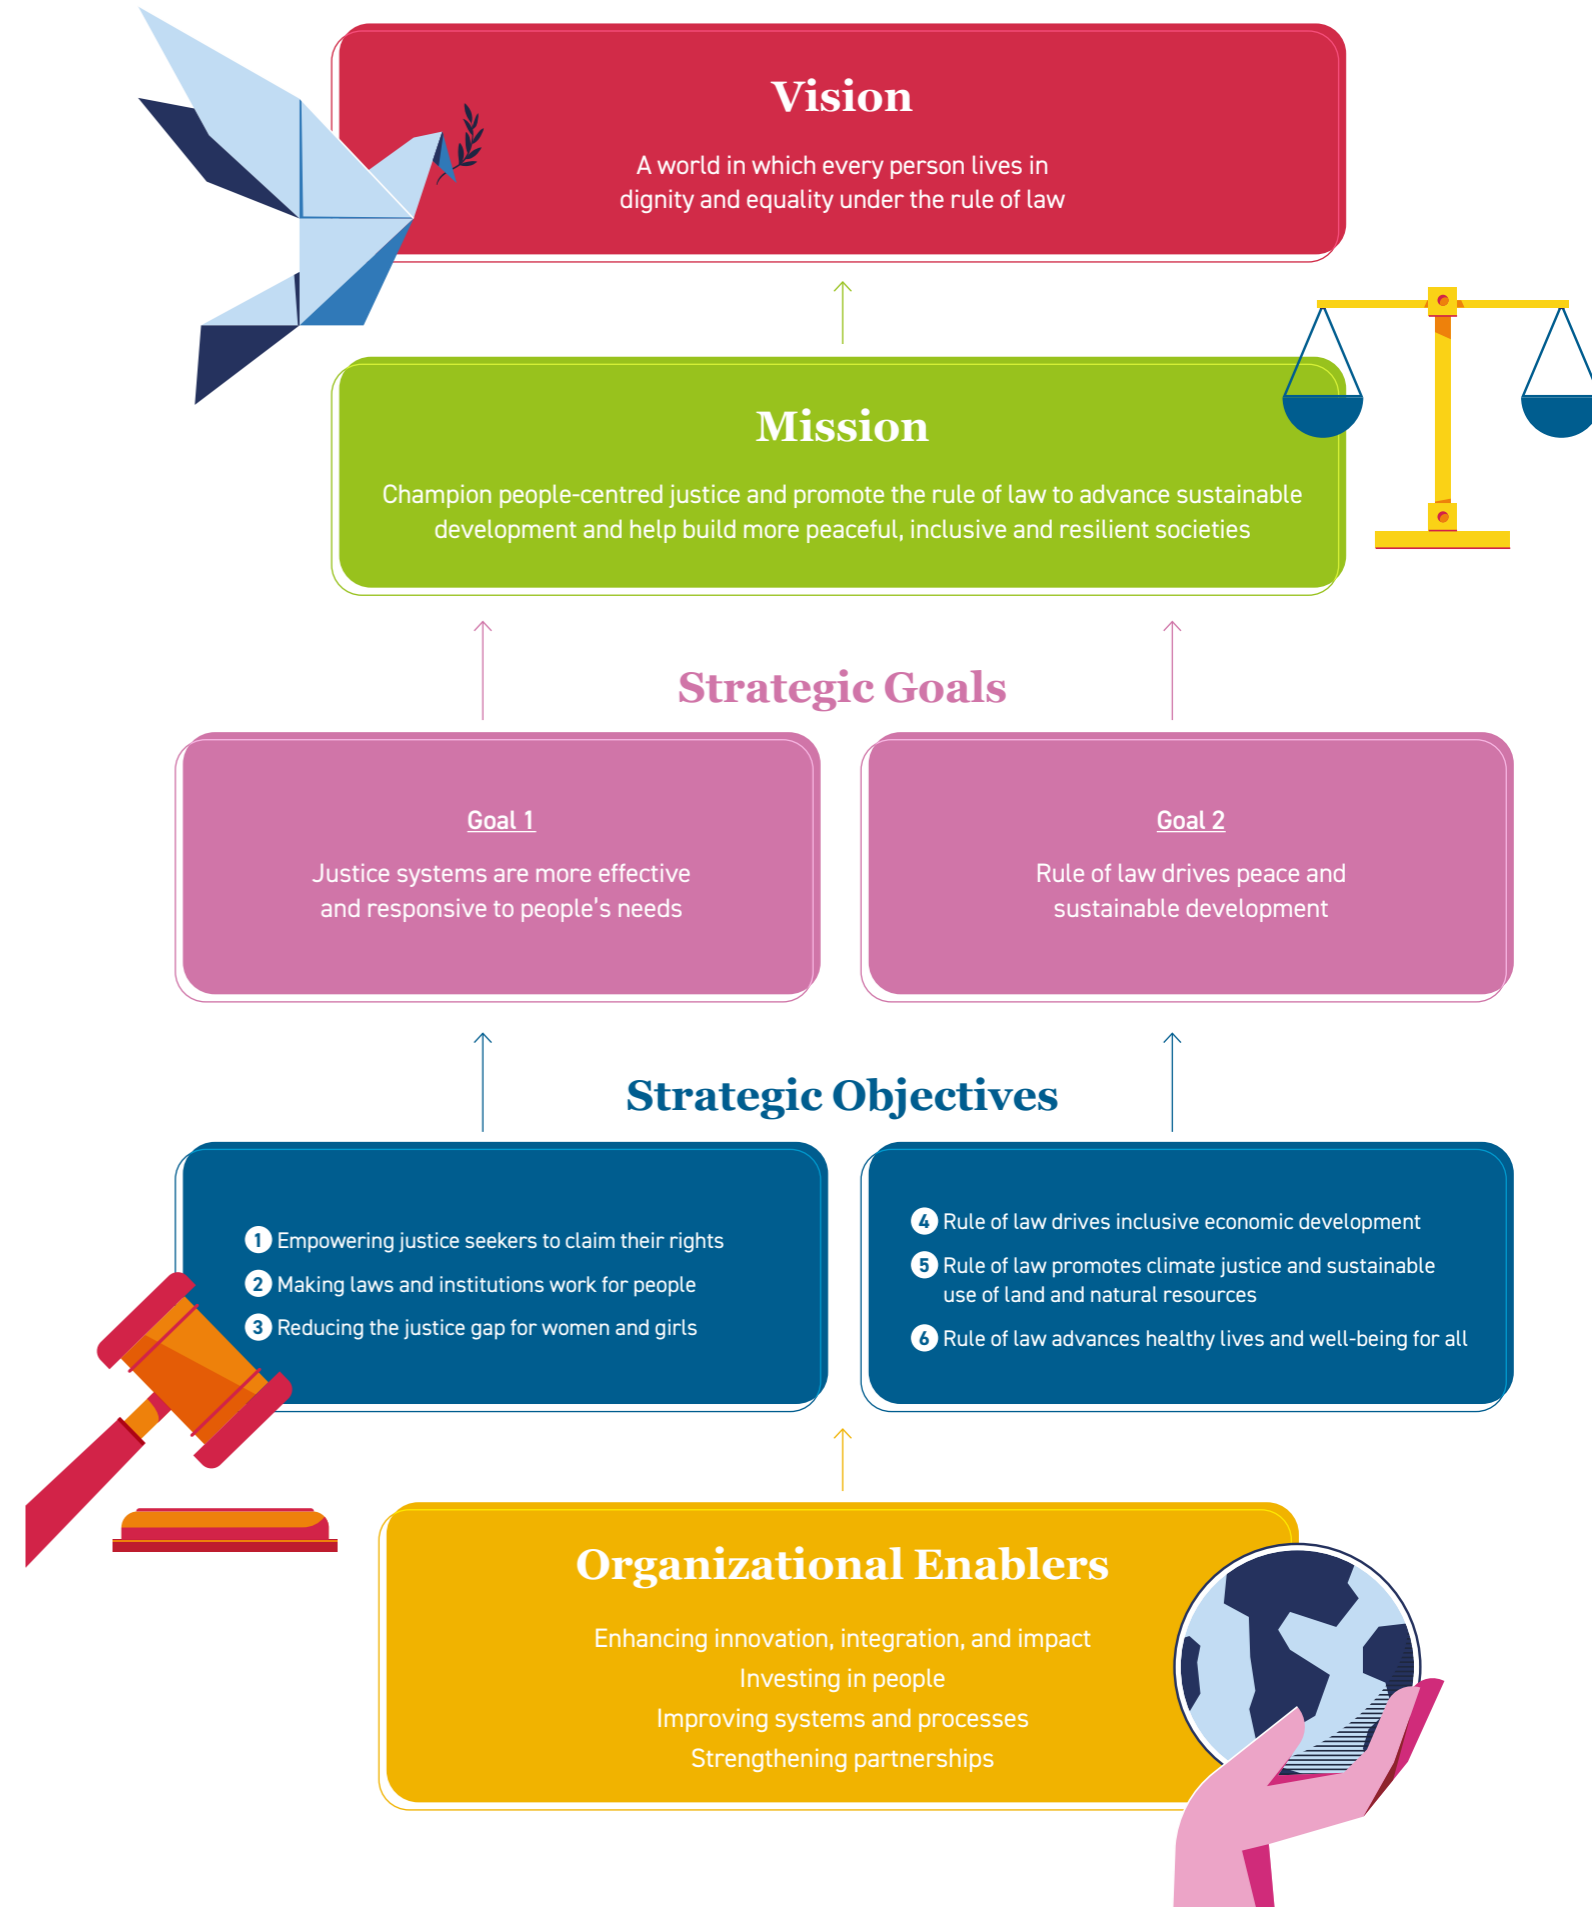 Vision
A world in which every person lives in
dignity and equality under the rule of law
Mission
Champion people-centred justice and promote the rule of law to advance sustainable
development and help build more peaceful, inclusive and resilient societies
Strategic Goals
Goal 1
Justice systems are more effective
and responsive to people's needs
Goal 2
Rule of law drives peace and
sustainable development
Strategic Objectives
1 Empowering justice seekers to claim their rights
2 Making laws and institutions work for people
3 Reducing the justice gap for women and girls
4 Rule of law drives inclusive economic development
5 Rule of law promotes climate justice and sustainable
use of land and natural resources
6 Rule of law advances healthy lives and well-being for all
Organizational Enablers
Enhancing innovation, integration, and impact
Investing in people
Improving systems and processes
Strengthening partnerships